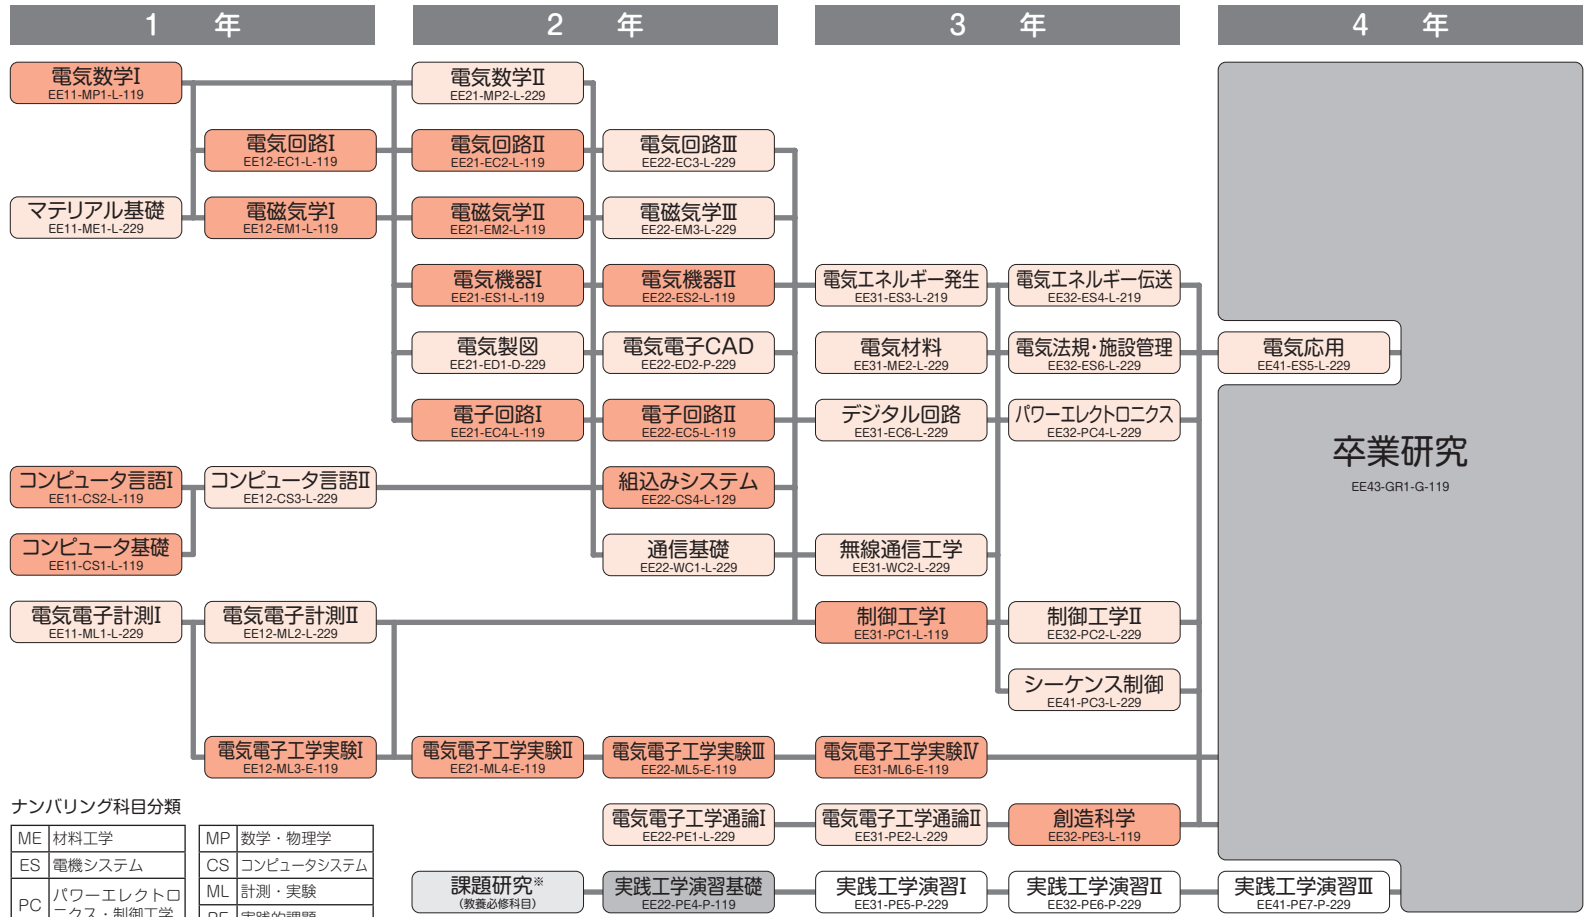 1 年
2 年
3 年
4 年
電気数学Ⅰ
EE11-MP1-L-119
電気数学Ⅱ
EE21-MP2-L-229
電気回路Ⅰ
EE12-EC1-L-119
電気回路Ⅱ
EE21-EC2-L-119
電気回路Ⅲ
EE22-EC3-L-229
マテリアル基礎
EE11-ME1-L-229
電磁気学Ⅰ
EE12-EM1-L-119
電磁気学Ⅱ
EE21-EM2-L-119
電磁気学Ⅲ
EE22-EM3-L-229
電気機器Ⅰ
EE21-ES1-L-119
電気機器Ⅱ
EE22-ES2-L-119
電気エネルギー発生
EE31-ES3-L-219
電気エネルギー伝送
EE32-ES4-L-219
電気製図
EE21-ED1-D-229
電気電子CAD
EE22-ED2-P-229
電気材料
EE31-ME2-L-229
電気法規・施設管理
EE32-ES6-L-229
電気応用
EE41-ES5-L-229
電子回路Ⅰ
EE21-EC4-L-119
電子回路Ⅱ
EE22-EC5-L-119
デジタル回路
EE31-EC6-L-229
パワーエレクトロニクス
EE32-PC4-L-229
卒業研究
EE43-GR1-G-119
コンピュータ言語Ⅰ
EE11-CS2-L-119
コンピュータ言語Ⅱ
EE12-CS3-L-229
組込みシステム
EE22-CS4-L-129
コンピュータ基礎
EE11-CS1-L-119
通信基礎
EE22-WC1-L-229
無線通信工学
EE31-WC2-L-229
電気電子計測Ⅰ
EE11-ML1-L-229
電気電子計測Ⅱ
EE12-ML2-L-229
制御工学Ⅰ
EE31-PC1-L-119
制御工学Ⅱ
EE32-PC2-L-229
シーケンス制御
EE41-PC3-L-229
電気電子工学実験Ⅰ
EE12-ML3-E-119
電気電子工学実験Ⅱ
EE21-ML4-E-119
電気電子工学実験Ⅲ
EE22-ML5-E-119
電気電子工学実験Ⅳ
EE31-ML6-E-119
電気電子工学通論Ⅰ
EE22-PE1-L-229
電気電子工学通論Ⅱ
EE31-PE2-L-229
創造科学
EE32-PE3-L-119
課題研究※
(教養必修科目)
実践工学演習基礎
EE22-PE4-P-119
実践工学演習Ⅰ
EE31-PE5-P-229
実践工学演習Ⅱ
EE32-PE6-P-229
実践工学演習Ⅲ
EE41-PE7-P-229
ナンバリング科目分類
ME 材料工学
ES 電機システム
PC パワーエレクトロ
ニクス・制御工学
MP 数学・物理学
CS コンピュータシステム
ML 計測・実験